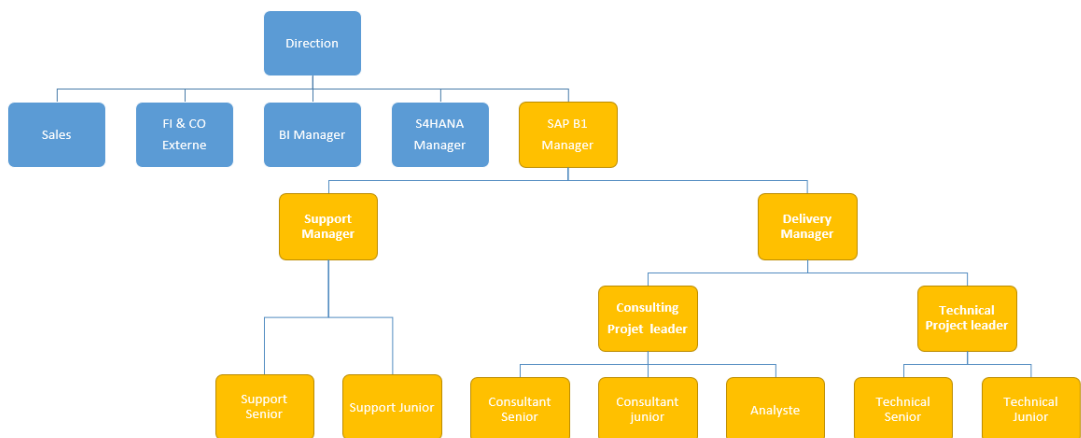 Direction
Sales
FI & CO
Externe
BI Manager
S4HANA
Manager
SAP B1
Manager
Support
Manager
Delivery
Manager
Consulting
Projet leader
Technical
Project leader
Support
Senior
Support Junior
Consultant
Senior
Consultant
junior
Analyste
Technical
Senior
Technical
Junior